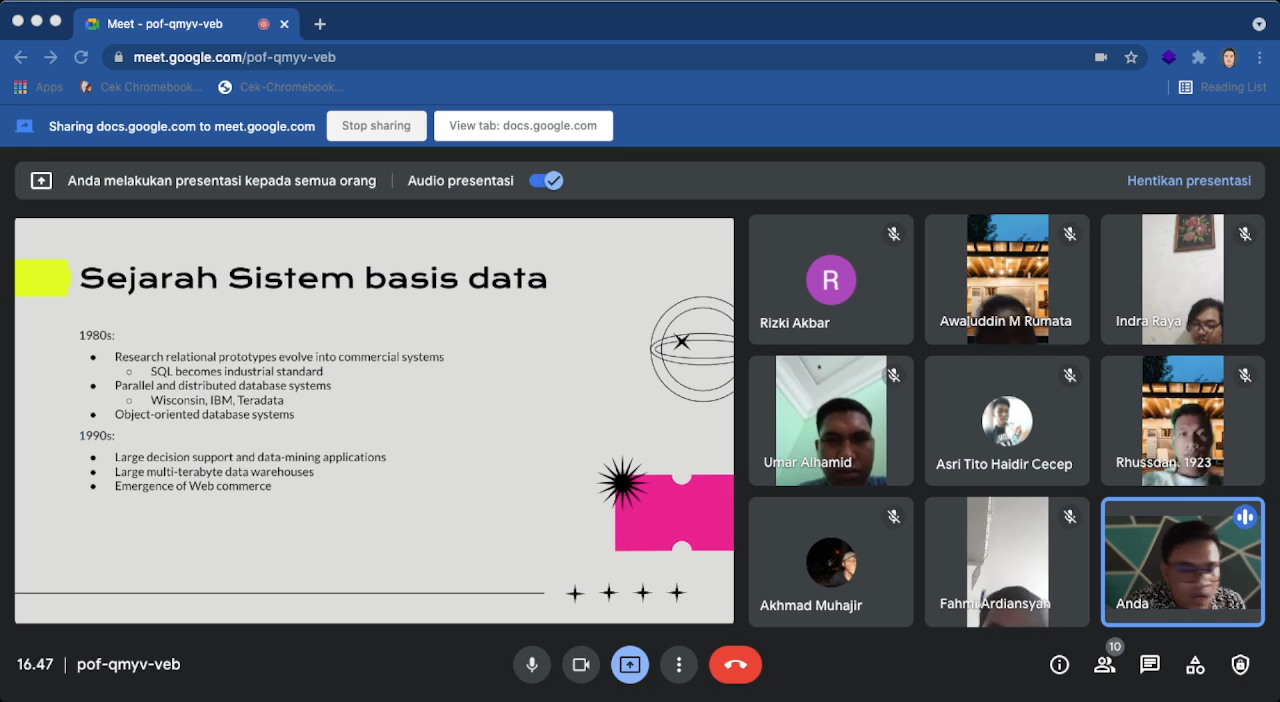 Meet - pof-qmyv-veb
meet.google.com/pof-qmyv-veb
Apps
Cek Chromebook...
Cek-Chromebook...
Reading List
Sharing docs.google.com to meet.google.com
Stop sharing
View tab: docs.google.com
Anda melakukan presentasi kepada semua orang
Audio presentasi
Hentikan presentasi
Sejarah Sistem basis data
1980s:
Research relational prototypes evolve into commercial systems
SQL becomes industrial standard
Parallel and distributed database systems
Wisconsin, IBM, Teradata
Object-oriented database systems
1990s:
Large decision support and data-mining applications
Large multi-terabyte data warehouses
Emergence of Web commerce
R
Rizki Akbar
Awaluddin M Rumata
Indra Raya
Umar Alhamid
Asri Tito Haidir Cecep
Rhussdan. 1923
Akhmad Muhajir
Fahmi Ardiansyah
Anda
16.47
pof-qmyv-veb
10